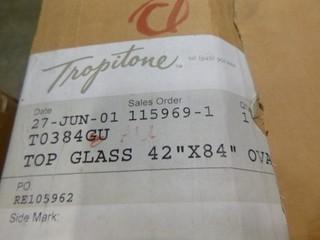 Tropitone
Date Sales Order
27-JUN-01 115969-1 1
T0384GU
TOP GLASS 42"X84" OVA
PO
RE105962
Side Mark: